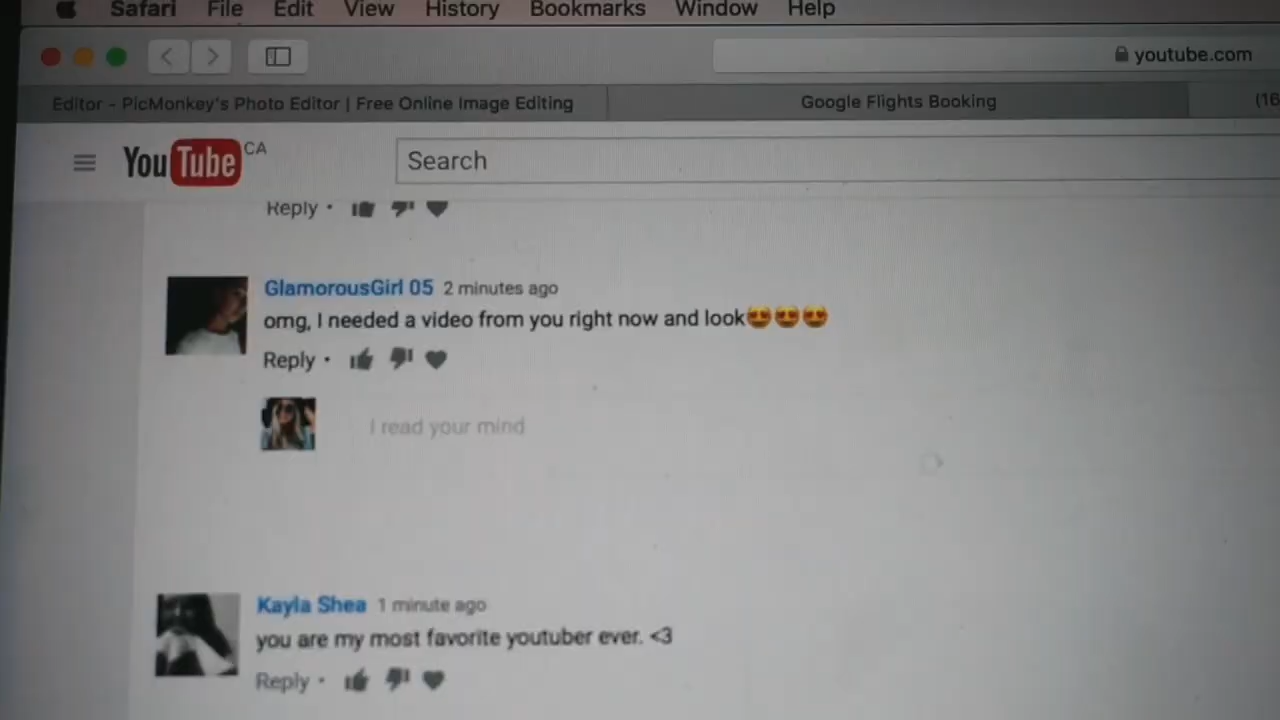 Safari File Edit View History Bookmarks Window Help
youtube.com
Editor - PicMonkey's Photo Editor | Free Online Image Editing Google Flights Booking (16
YouTube CA Search
Reply •
GlamorousGirl 05 2 minutes ago
omg, I needed a video from you right now and look😍😍😍
Reply •
I read your mind
Kayla Shea 1 minute ago
you are my most favorite youtuber ever. <3
Reply •